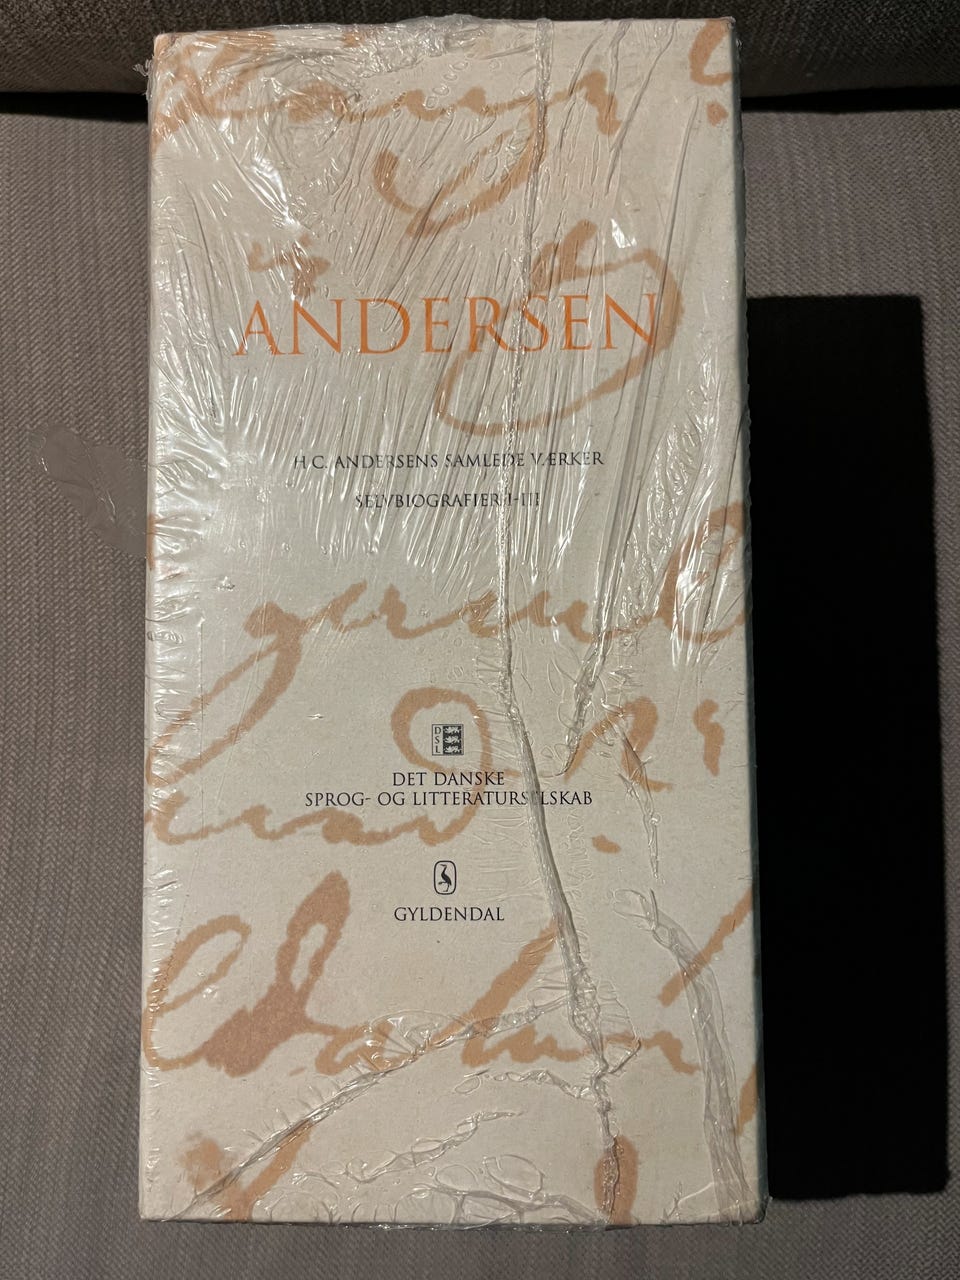 ANDERSEN
H.C. ANDERSENS SAMLEDE VÆRKER
SELVBIOGRAFIER I-III
DSL
DET DANSKE
SPROG- OG LITTERATURSELSKAB
GYLDENDAL